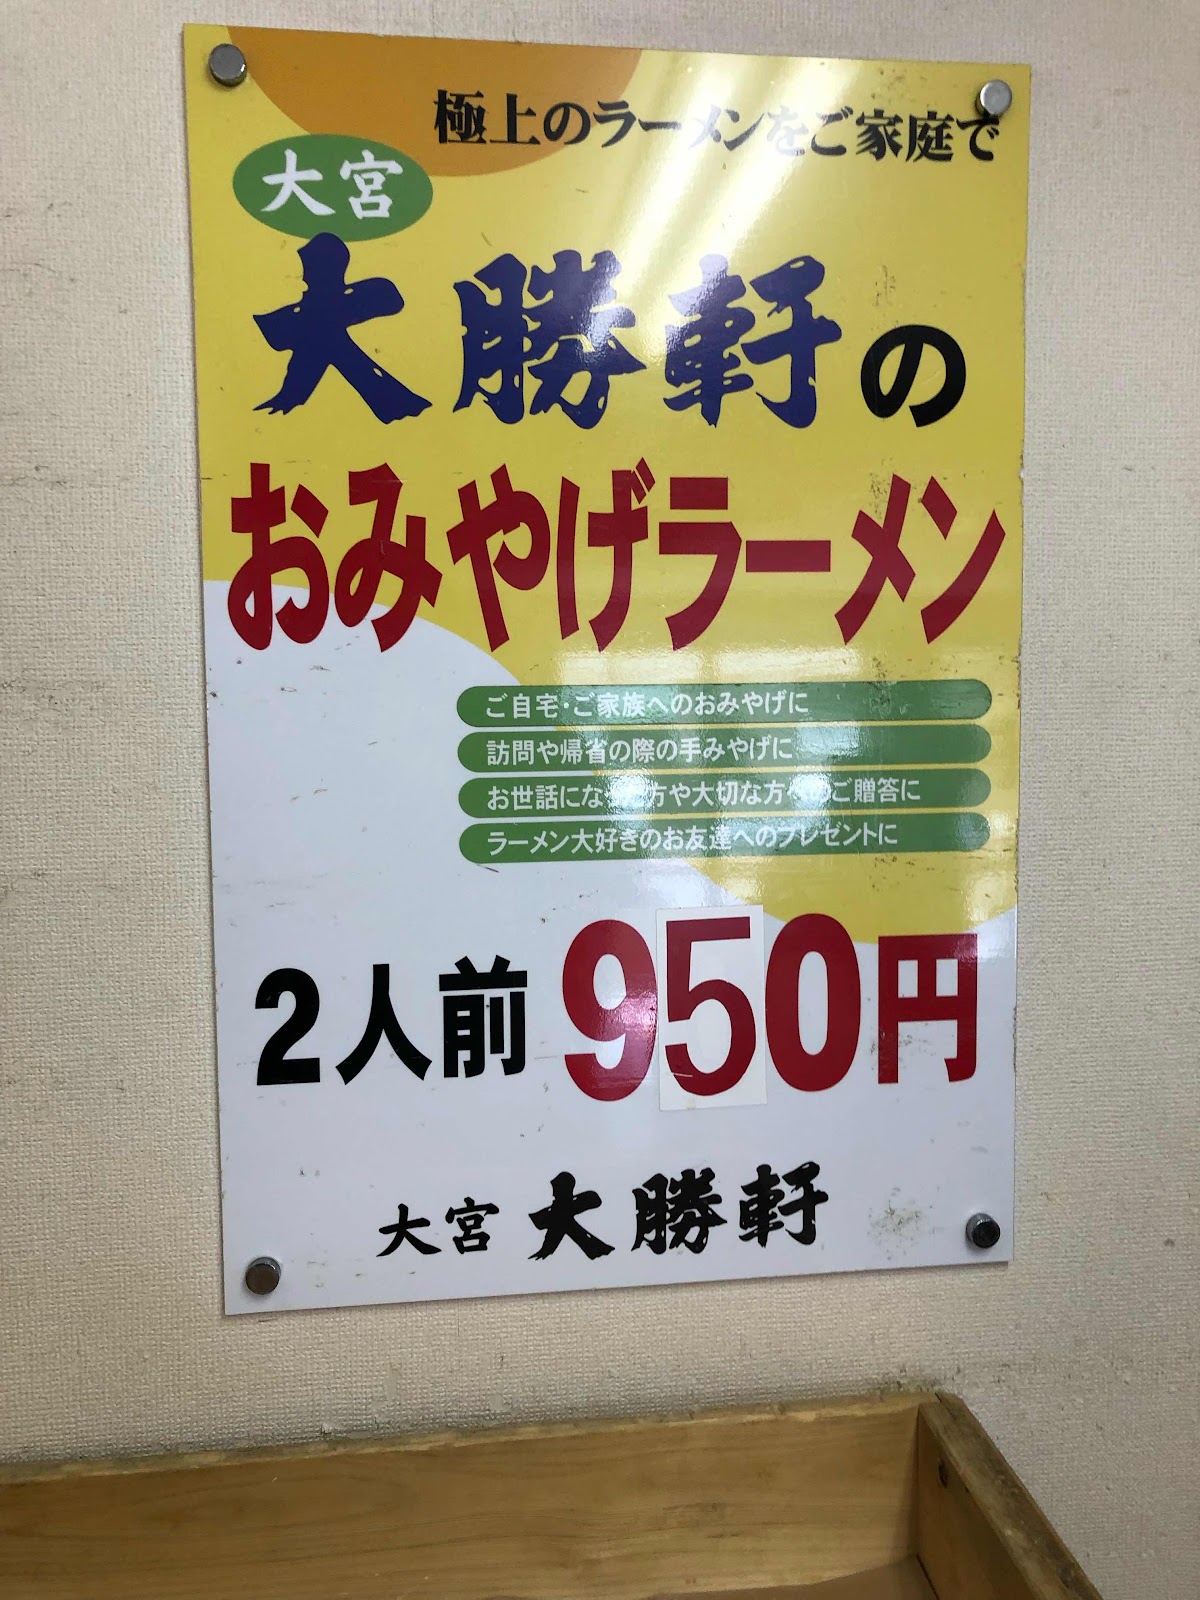 極上のラーメンをご家庭で
大宮
大勝軒の
おみやげラーメン
ご自宅・ご家族へのおみやげに
訪問や帰省の際の手みやげに
お世話にな 方や大切な方 ご贈答に
ラーメン大好きのお友達へのプレゼントに
2人前 950円
大宮 大勝軒